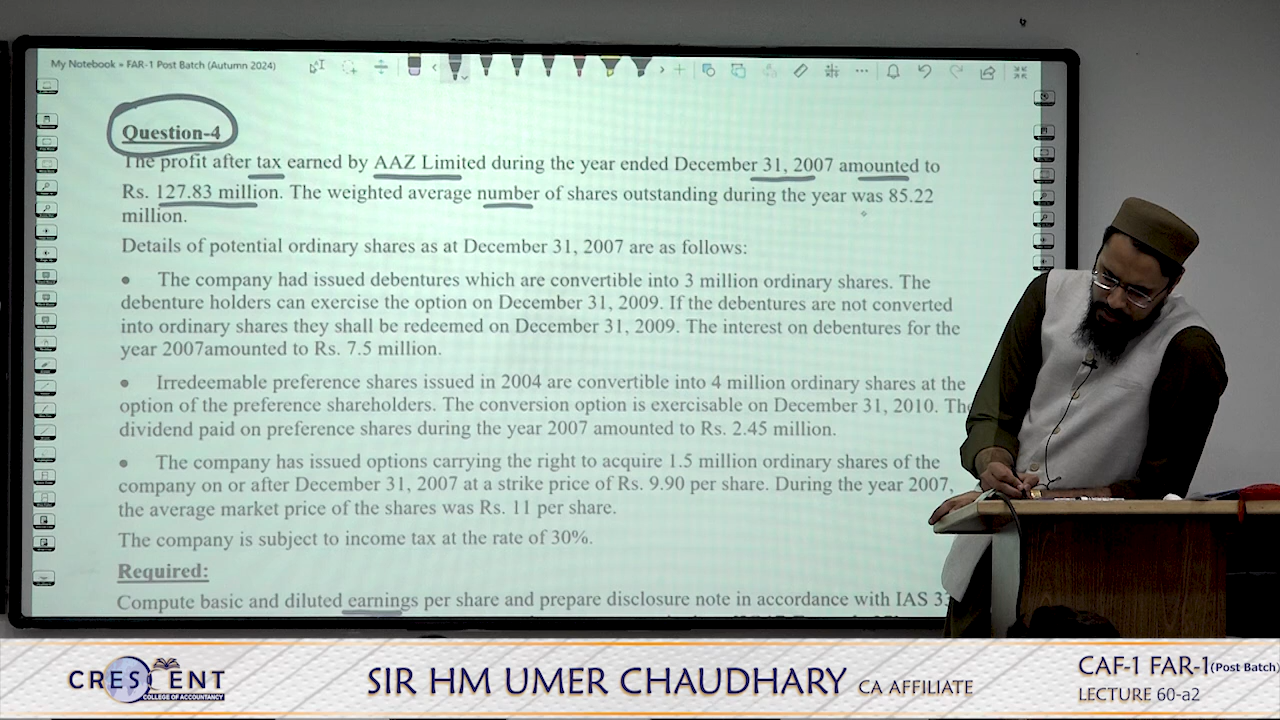 My Notebook » FAR-1 Post Batch (Autumn 2024)
Question-4
The profit after tax earned by AAZ Limited during the year ended December 31, 2007 amounted to
Rs. 127.83 million. The weighted average number of shares outstanding during the year was 85.22
million.
Details of potential ordinary shares as at December 31, 2007 are as follows:
• The company had issued debentures which are convertible into 3 million ordinary shares. The
debenture holders can exercise the option on December 31, 2009. If the debentures are not converted
into ordinary shares they shall be redeemed on December 31, 2009. The interest on debentures for the
year 2007amounted to Rs. 7.5 million.
• Irredeemable preference shares issued in 2004 are convertible into 4 million ordinary shares at the
option of the preference shareholders. The conversion option is exercisable on December 31, 2010. The
dividend paid on preference shares during the year 2007 amounted to Rs. 2.45 million.
• The company has issued options carrying the right to acquire 1.5 million ordinary shares of the
company on or after December 31, 2007 at a strike price of Rs. 9.90 per share. During the year 2007,
the average market price of the shares was Rs. 11 per share.
The company is subject to income tax at the rate of 30%.
Required:
Compute basic and diluted earnings per share and prepare disclosure note in accordance with IAS
CRESCENT
COLLEGE OF ACCOUNTANCY
SIR HM UMER CHAUDHARY CA AFFILIATE
CAF-1 FAR-1(Post Batch)
LECTURE 60-a2